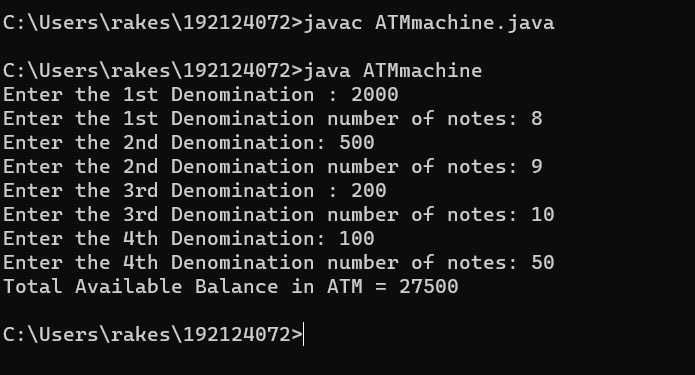 C:\Users\rakes\192124072>javac ATMmachine.java
C:\Users\rakes\192124072>java ATMmachine
Enter the 1st Denomination : 2000
Enter the 1st Denomination number of notes: 8
Enter the 2nd Denomination: 500
Enter the 2nd Denomination number of notes: 9
Enter the 3rd Denomination : 200
Enter the 3rd Denomination number of notes: 10
Enter the 4th Denomination: 100
Enter the 4th Denomination number of notes: 50
Total Available Balance in ATM = 27500
C:\Users\rakes\192124072>